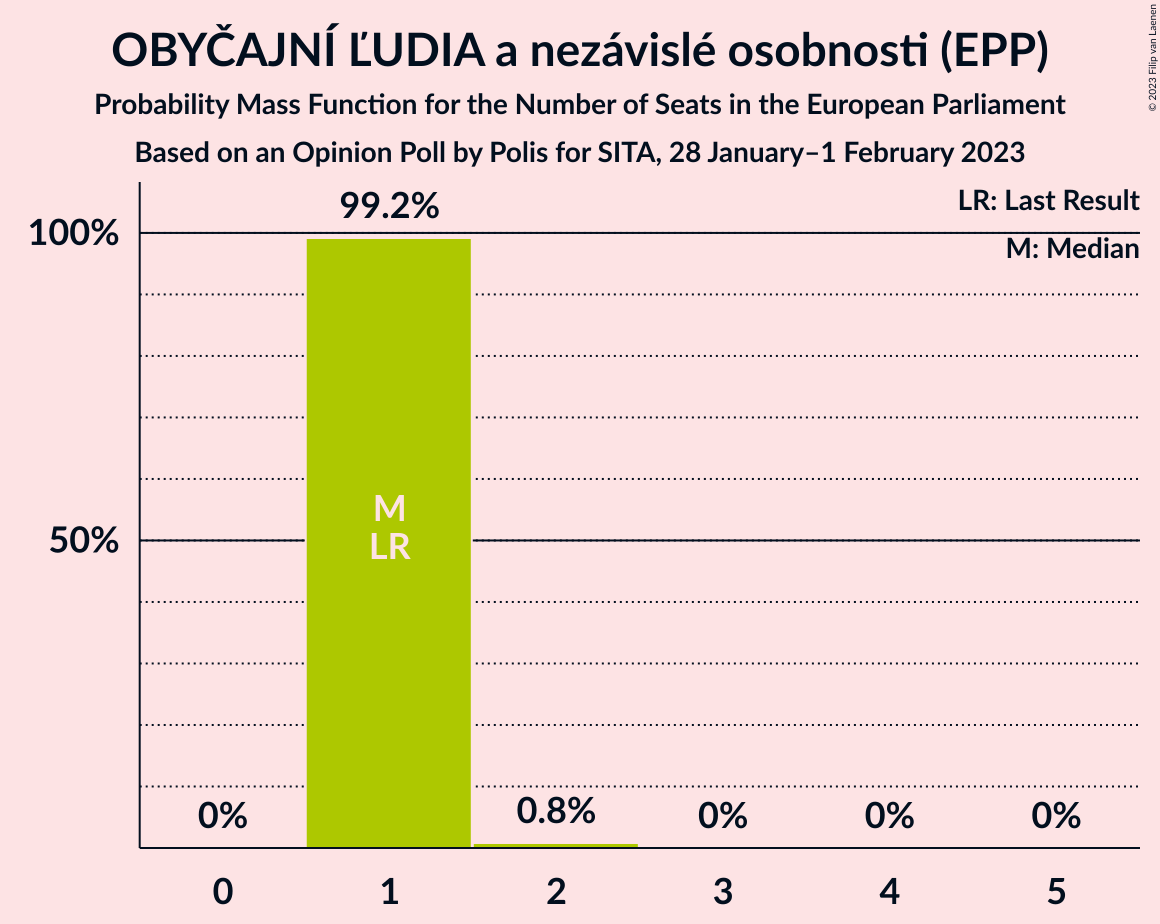 OBYČAJNÍ ĽUDIA a nezávislé osobnosti (EPP)
Probability Mass Function for the Number of Seats in the European Parliament
Based on an Opinion Poll by Polis for SITA, 28 January–1 February 2023
© 2023 Filip van Laenen
LR: Last Result
M: Median
100%
50%
99.2%
M
LR
0%
0.8%
0%
0%
0%
0
1
2
3
4
5